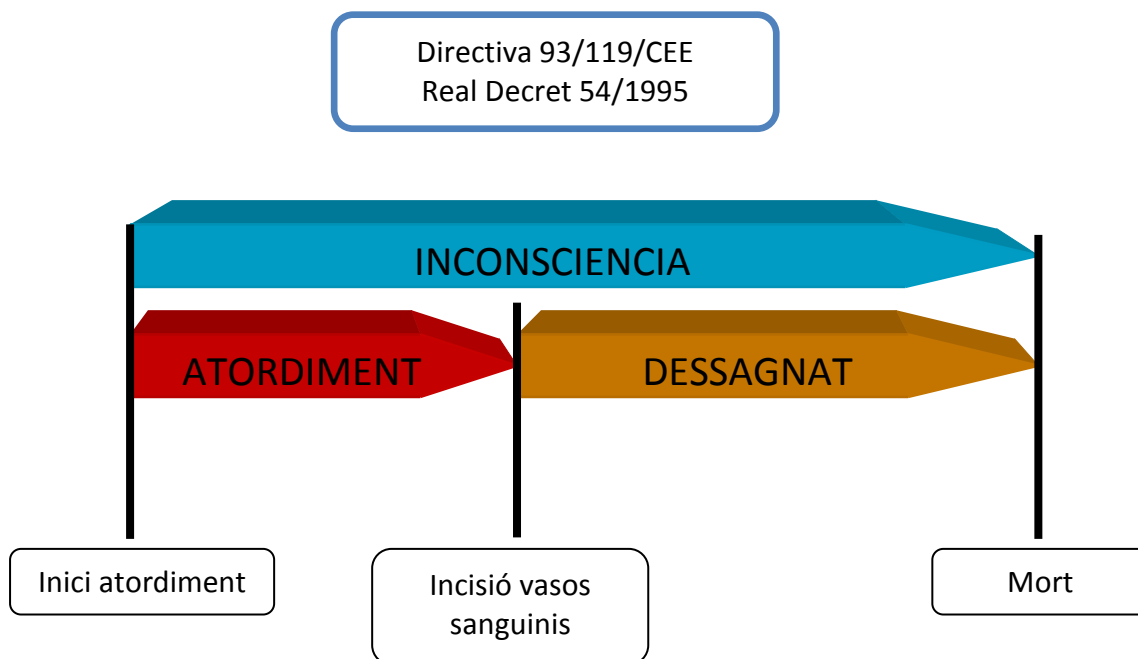 Directiva 93/119/CEE
Real Decret 54/1995
INCONSCIENCIA
ATORDIMENT
DESSAGNAT
Inici atordiment
Incisió vasos
sanguinis
Mort